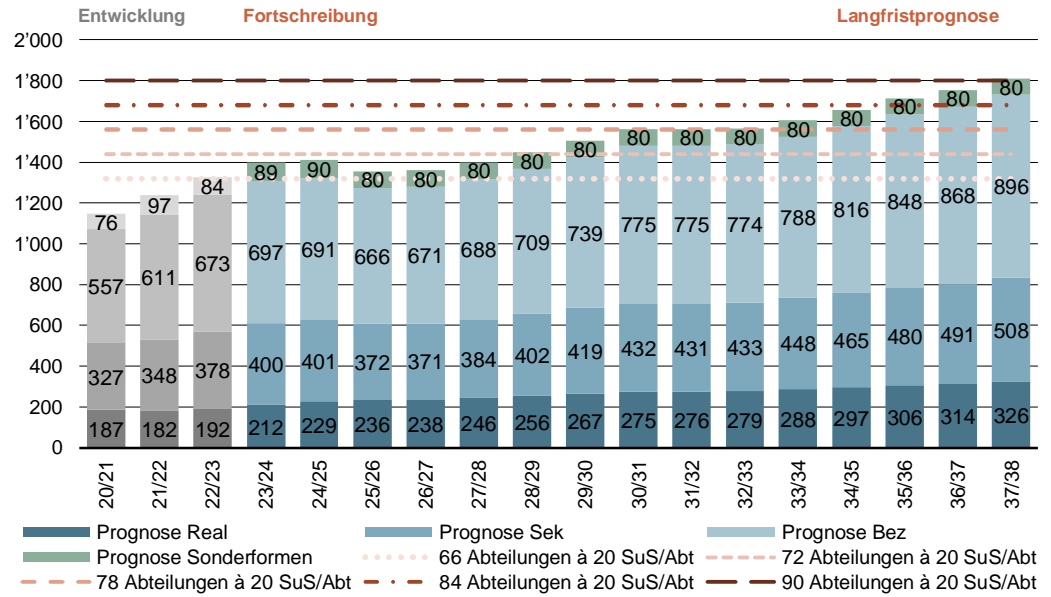 Entwicklung Fortschreibung Langfristprognose
2’000
1’800
1’600
1’400
1’200
1’000
800
600
400
200
0
76 97 84 89 90 80 80 80 80 80 80 80 80 80 80 80 80 80
557 611 673 697 691 666 671 688 709 739 775 775 774 788 816 848 868 896
327 348 378 400 401 372 371 384 402 419 432 431 433 448 465 480 491 508
187 182 192 212 229 236 238 246 256 267 275 276 279 288 297 306 314 326
20/21 21/22 22/23 23/24 24/25 25/26 26/27 27/28 28/29 29/30 30/31 31/32 32/33 33/34 34/35 35/36 36/37 37/38
Prognose Real Prognose Sek Prognose Bez
Prognose Sonderformen 66 Abteilungen à 20 SuS/Abt 72 Abteilungen à 20 SuS/Abt
78 Abteilungen à 20 SuS/Abt 84 Abteilungen à 20 SuS/Abt 90 Abteilungen à 20 SuS/Abt